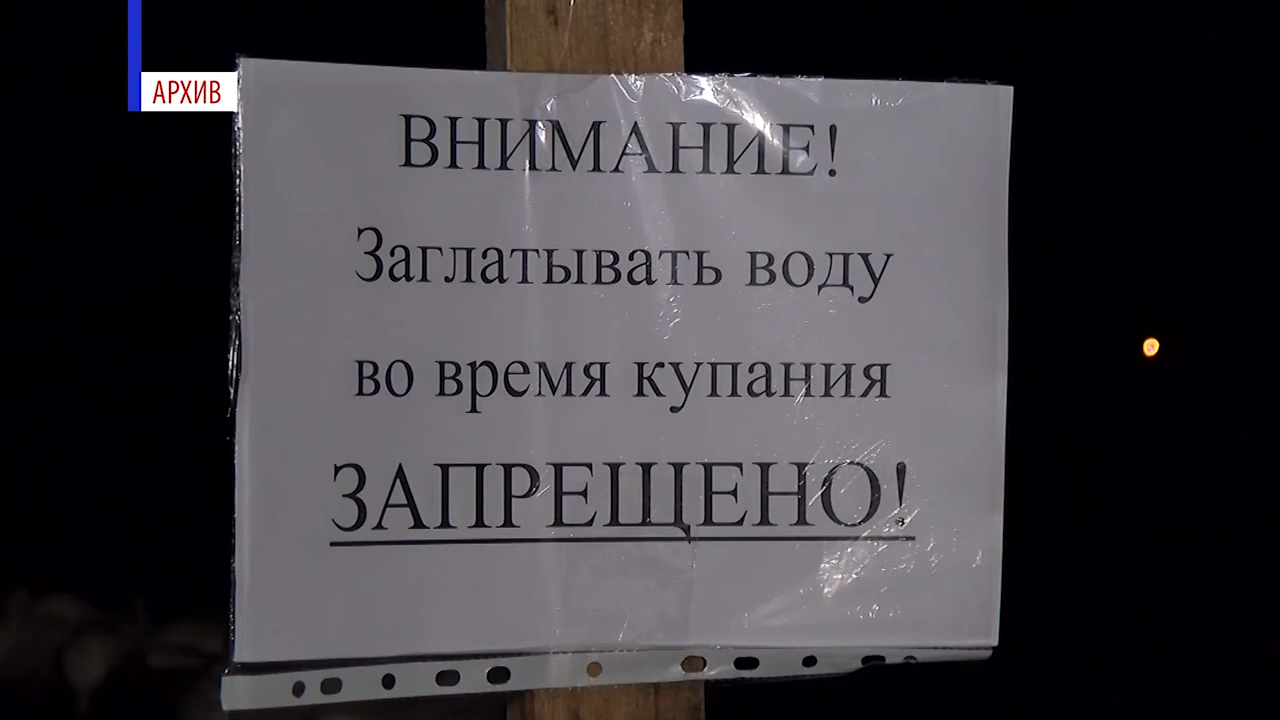 АРХИВ
ВНИМАНИЕ!
Заглатывать воду
во время купания
ЗАПРЕЩЕНО!